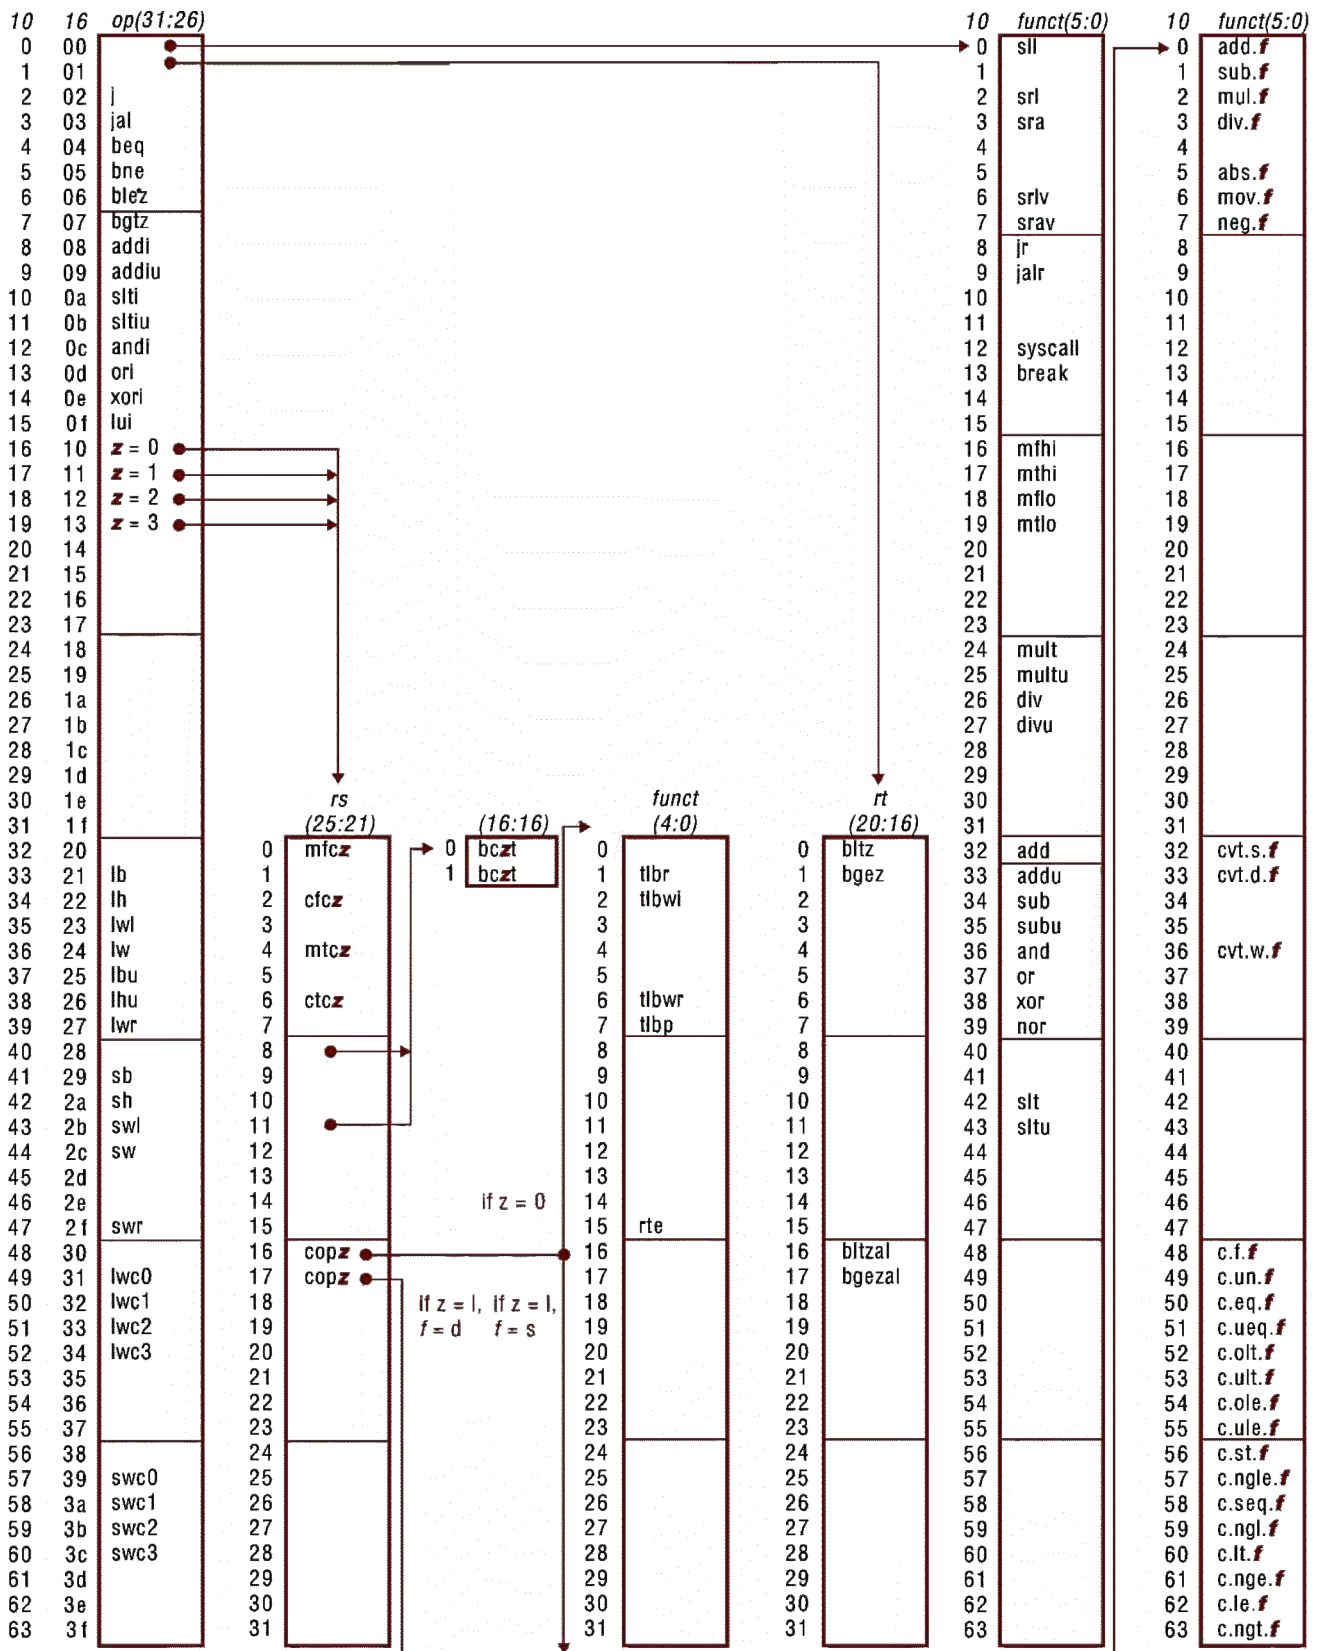 10 16 op(31:26) 10 funct(5:0) 10 funct(5:0)
0 00 0 sll 0 add.f
1 01 1 1 sub.f
2 02 j 2 srl 2 mul.f
3 03 jal 3 sra 3 div.f
4 04 beq 4 4
5 05 bne 5 5 abs.f
6 06 blez 6 srlv 6 mov.f
7 07 bgtz 7 srav 7 neg.f
8 08 addi 8 jr 8
9 09 addiu 9 jalr 9
10 0a slti 10 10
11 0b sltiu 11 11
12 0c andi 12 syscall 12
13 0d ori 13 break 13
14 0e xori 14 14
15 0f lui 15 15
16 10 z = 0 16 mfhi 16
17 11 z = 1 17 mthi 17
18 12 z = 2 18 mflo 18
19 13 z = 3 19 mtlo 19
20 14 20 20
21 15 21 21
22 16 22 22
23 17 23 23
24 18 24 mult 24
25 19 25 multu 25
26 1a 26 div 26
27 1b 27 divu 27
28 1c 28 28
29 1d 29 29
30 1e rs funct rt 30 30
31 1f (25:21) (16:16) (4:0) (20:16) 31 31
32 20 0 mfcz 0 bczt 0 0 bltz 32 add 32 cvt.s.f
33 21 lb 1 1 bczt 1 tlbr 1 bgez 33 addu 33 cvt.d.f
34 22 lh 2 cfcz 2 tlbwi 2 34 sub 34
35 23 lwl 3 3 3 35 subu 35
36 24 lw 4 mtcz 4 4 36 and 36 cvt.w.f
37 25 lbu 5 5 5 37 or 37
38 26 lhu 6 ctcz 6 tlbwr 6 38 xor 38
39 27 lwr 7 7 tlbp 7 39 nor 39
40 28 8 8 8 40 40
41 29 sb 9 9 9 41 41
42 2a sh 10 10 10 42 slt 42
43 2b swl 11 11 11 43 sltu 43
44 2c sw 12 12 12 44 44
45 2d 13 13 13 45 45
46 2e 14 if z = 0 14 14 46 46
47 2f swr 15 15 rte 15 47 47
48 30 16 copz 16 16 bltzal 48 48 c.f.f
49 31 lwc0 17 copz 17 17 bgezal 49 49 c.un.f
50 32 lwc1 18 if z = l, if z = l, 18 18 50 50 c.eq.f
51 33 lwc2 19 f = d f = s 19 19 51 51 c.ueq.f
52 34 lwc3 20 20 20 52 52 c.olt.f
53 35 21 21 21 53 53 c.ult.f
54 36 22 22 22 54 54 c.ole.f
55 37 23 23 23 55 55 c.ule.f
56 38 24 24 24 56 56 c.st.f
57 39 swc0 25 25 25 57 57 c.ngle.f
58 3a swc1 26 26 26 58 58 c.seq.f
59 3b swc2 27 27 27 59 59 c.ngl.f
60 3c swc3 28 28 28 60 60 c.lt.f
61 3d 29 29 29 61 61 c.nge.f
62 3e 30 30 30 62 62 c.le.f
63 3f 31 31 31 63 63 c.ngt.f